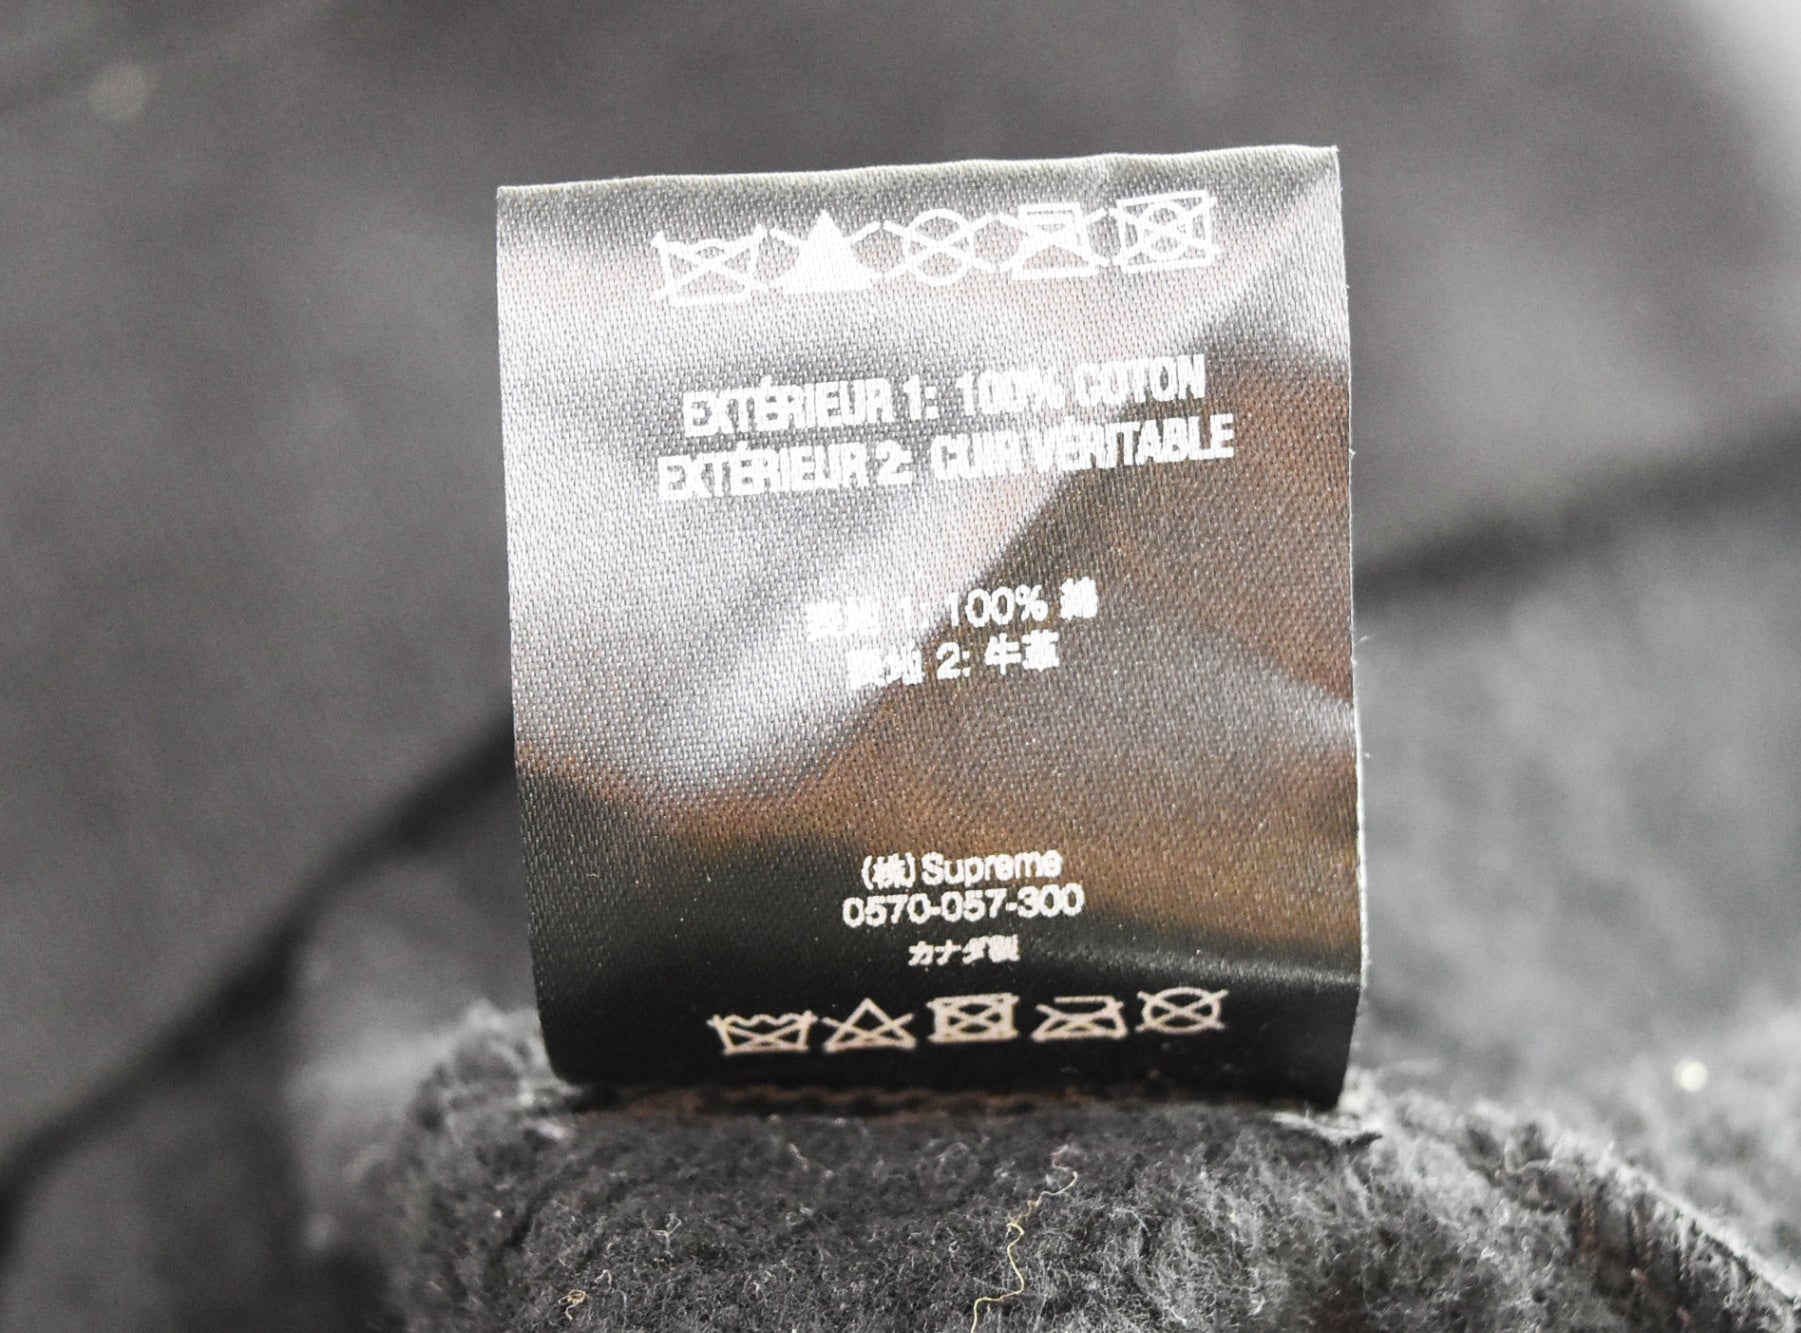 EXTÉRIEUR 1: 100% COTON
EXTÉRIEUR 2: CUIR VÉRITABLE
1: 100% 綿
2: 牛革
(株) Supreme
0570-057-300
カナダ製